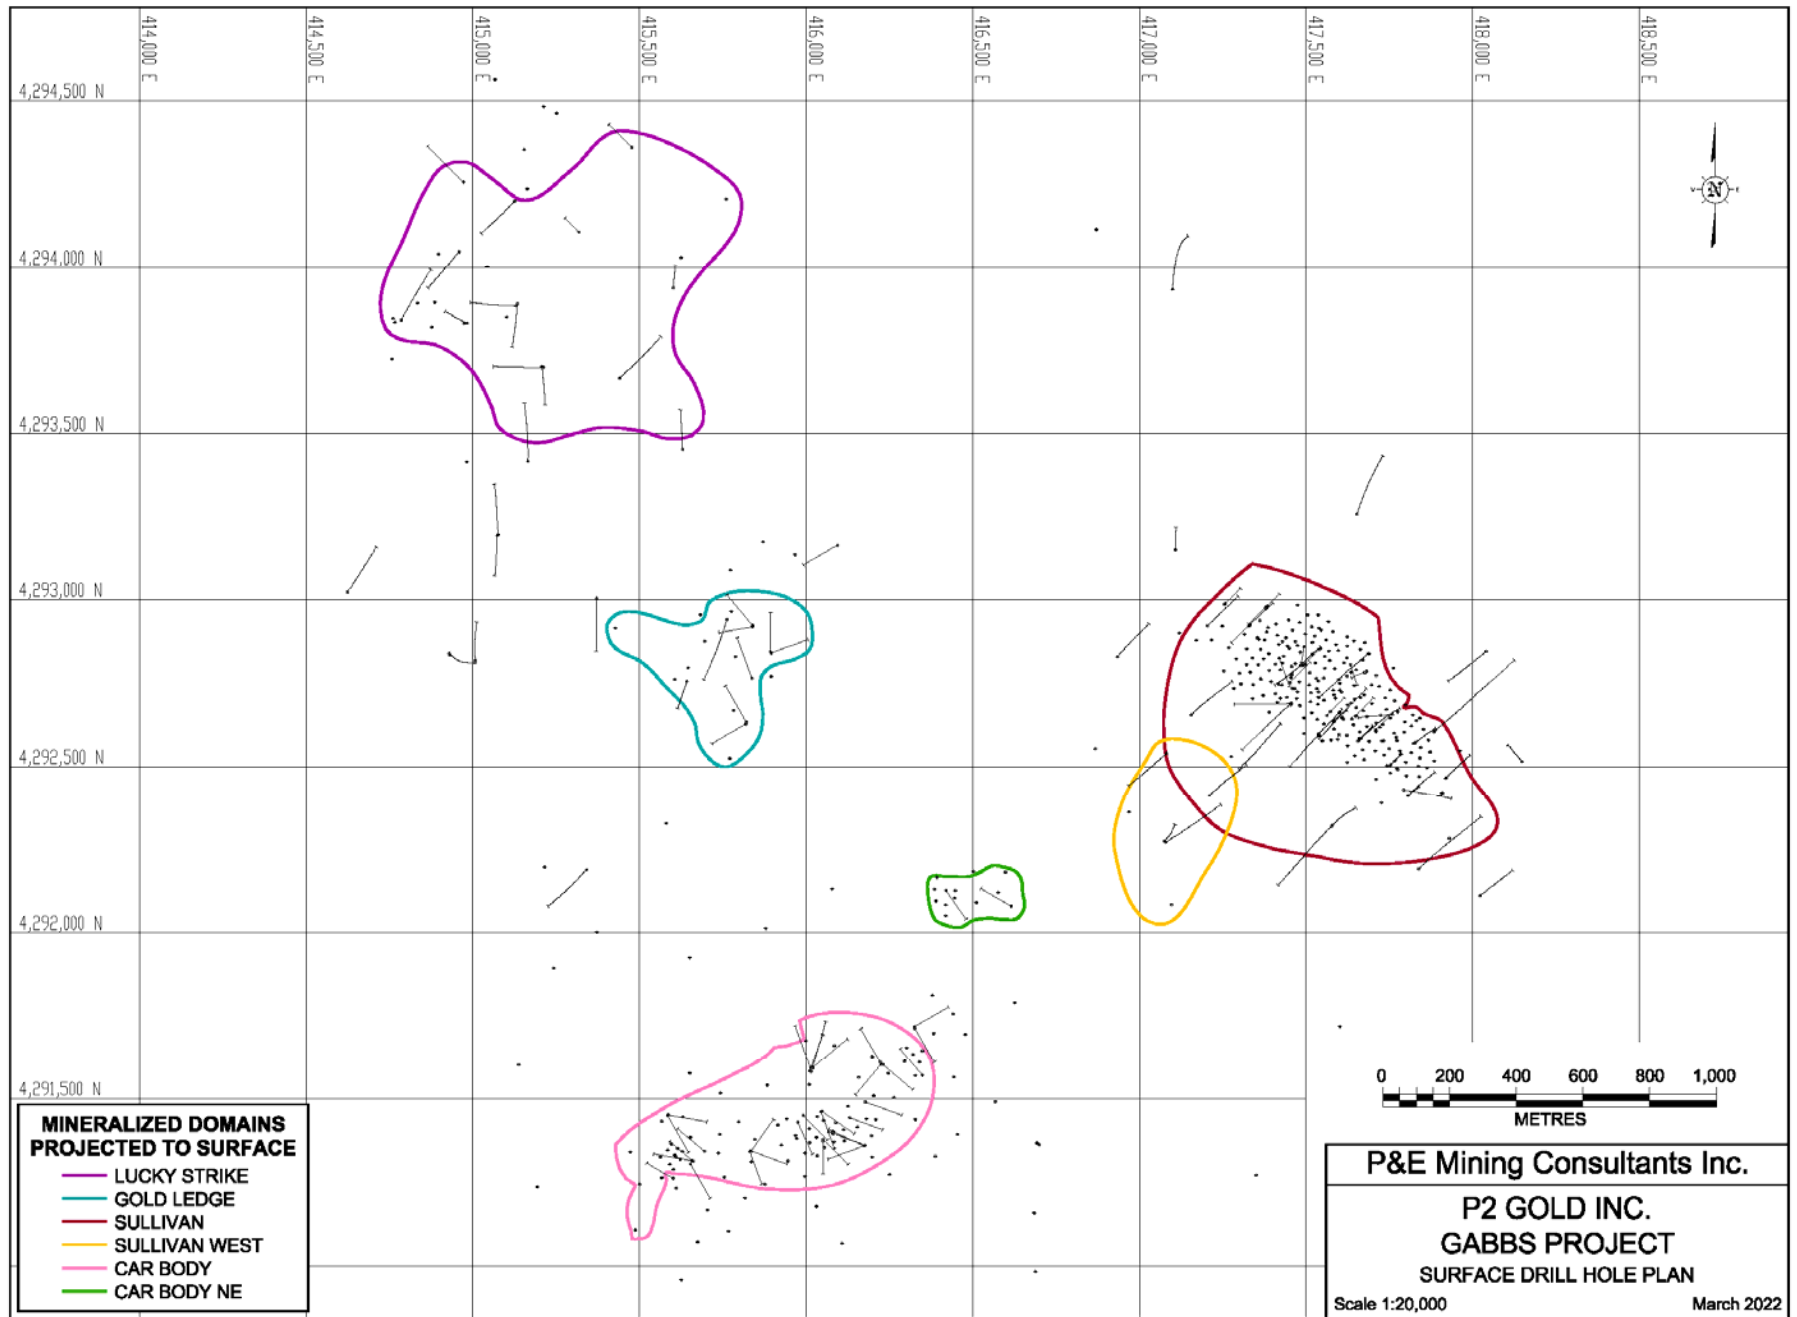 414,000 E
414,500 E
415,000 E
415,500 E
416,000 E
416,500 E
417,000 E
417,500 E
418,000 E
418,500 E
4,294,500 N
N
E
4,294,000 N
4,293,500 N
4,293,000 N
4,292,500 N
4,292,000 N
4,291,500 N
0 200 400 600 800 1,000
METRES
MINERALIZED DOMAINS
PROJECTED TO SURFACE
LUCKY STRIKE
GOLD LEDGE
SULLIVAN
SULLIVAN WEST
CAR BODY
CAR BODY NE
P&E Mining Consultants Inc.
P2 GOLD INC.
GABBS PROJECT
SURFACE DRILL HOLE PLAN
Scale 1:20,000 March 2022